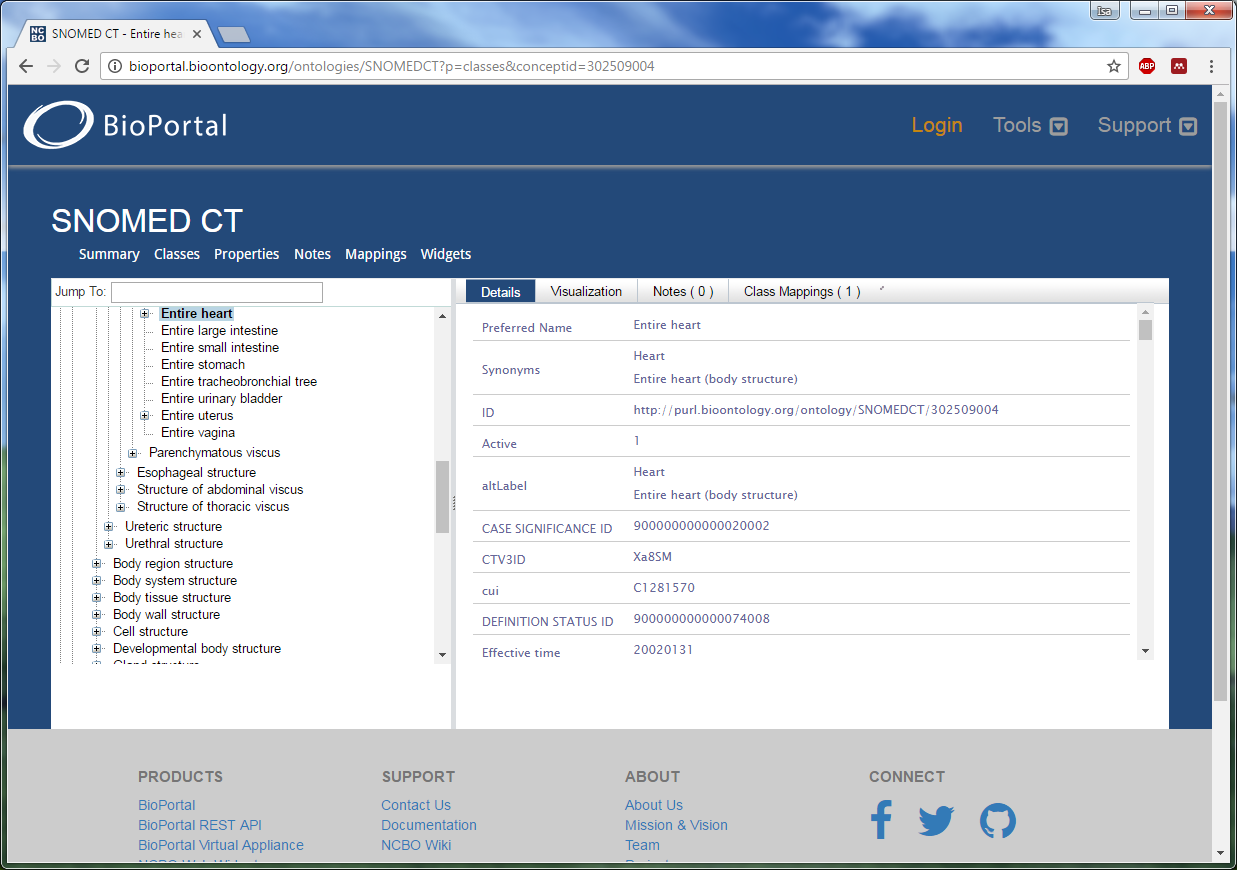 Isa
NCBO SNOMED CT - Entire hea
bioportal.bioontology.org/ontologies/SNOMEDCT?p=classes&conceptid=302509004
ABP
BioPortal
Login Tools Support
SNOMED CT
Summary Classes Properties Notes Mappings Widgets
Jump To:
Entire heart
Entire large intestine
Entire small intestine
Entire stomach
Entire tracheobronchial tree
Entire urinary bladder
Entire uterus
Entire vagina
Parenchymatous viscus
Esophageal structure
Structure of abdominal viscus
Structure of thoracic viscus
Ureteric structure
Urethral structure
Body region structure
Body system structure
Body tissue structure
Body wall structure
Cell structure
Developmental body structure
Gland structure
Details Visualization Notes ( 0 ) Class Mappings ( 1 )
Preferred Name Entire heart
Synonyms Heart
Entire heart (body structure)
ID http://purl.bioontology.org/ontology/SNOMEDCT/302509004
Active 1
altLabel Heart
Entire heart (body structure)
CASE SIGNIFICANCE ID 900000000000020002
CTV3ID Xa8SM
cui C1281570
DEFINITION STATUS ID 900000000000074008
Effective time 20020131
PRODUCTS
BioPortal
BioPortal REST API
BioPortal Virtual Appliance
SUPPORT
Contact Us
Documentation
NCBO Wiki
ABOUT
About Us
Mission & Vision
Team
CONNECT